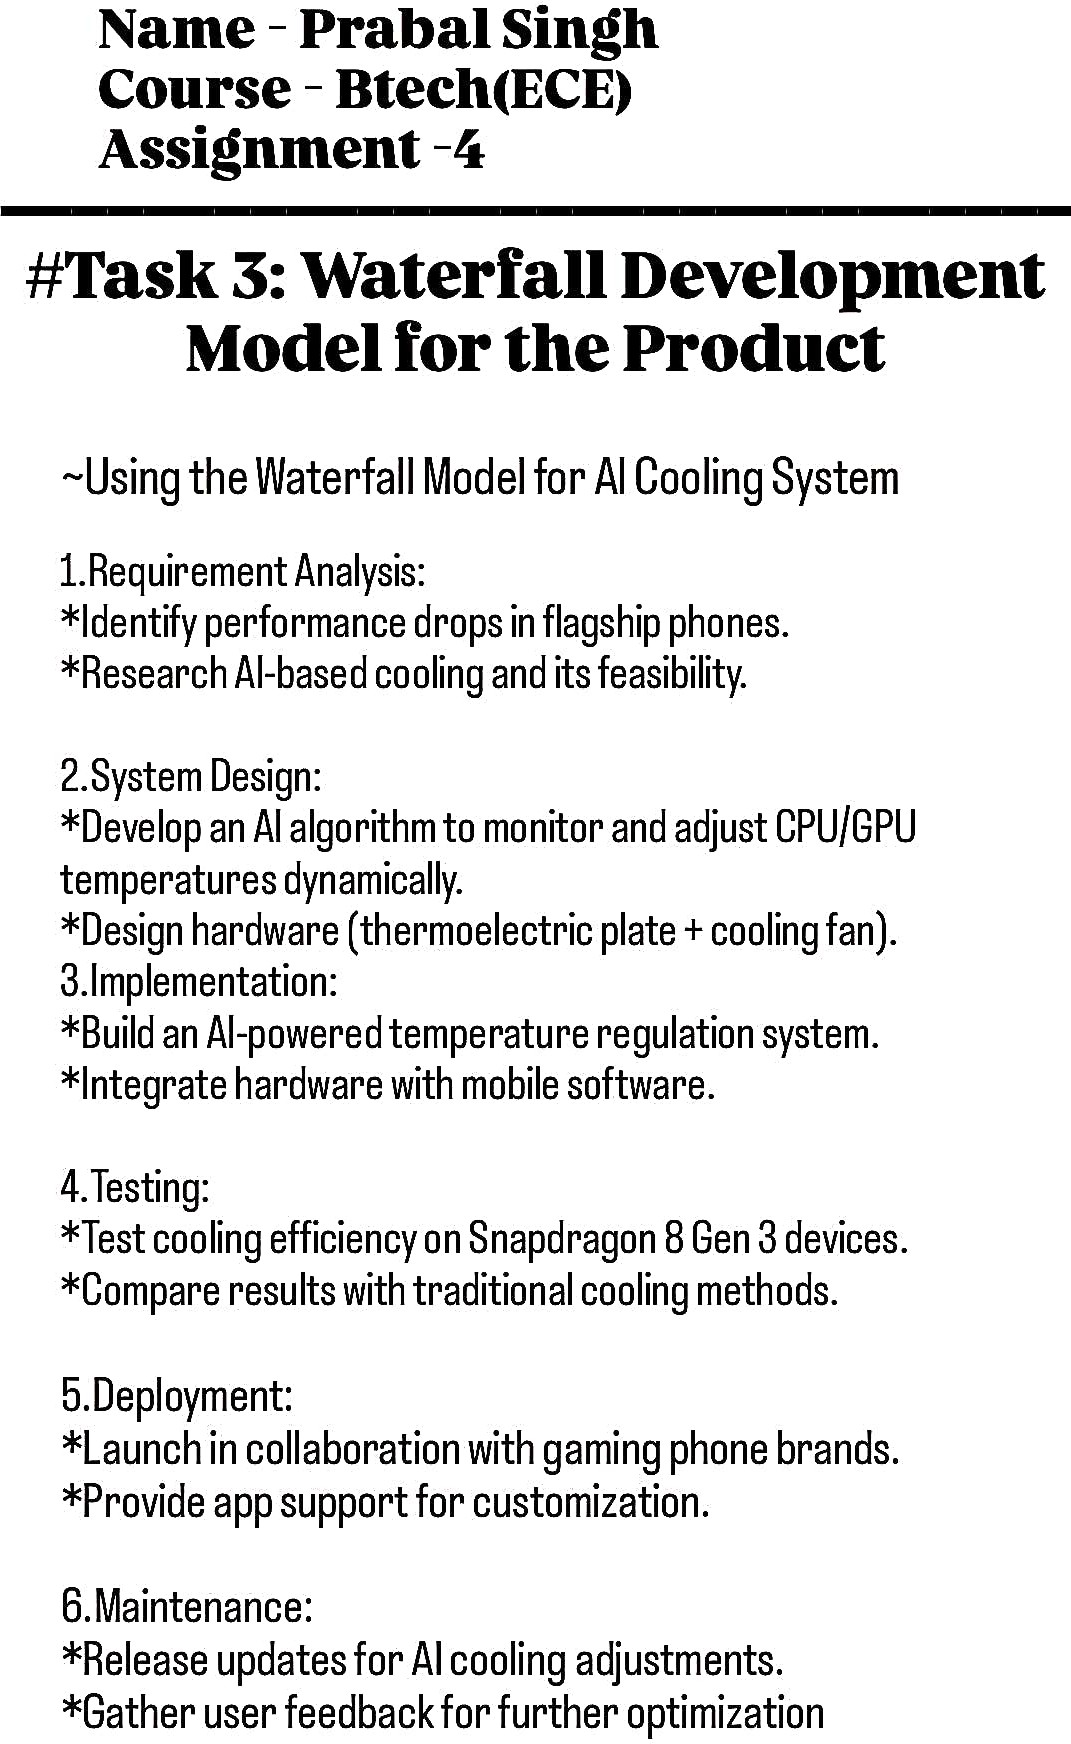 Name - Prabal Singh
Course - Btech(ECE)
Assignment -4
#Task 3: Waterfall Development
Model for the Product
~Using the Waterfall Model for AI Cooling System
1.Requirement Analysis:
*Identify performance drops in flagship phones.
*Research AI-based cooling and its feasibility.
2.System Design:
*Develop an AI algorithm to monitor and adjust CPU/GPU
temperatures dynamically.
*Design hardware (thermoelectric plate + cooling fan).
3.Implementation:
*Build an AI-powered temperature regulation system.
*Integrate hardware with mobile software.
4.Testing:
*Test cooling efficiency on Snapdragon 8 Gen 3 devices.
*Compare results with traditional cooling methods.
5.Deployment:
*Launch in collaboration with gaming phone brands.
*Provide app support for customization.
6.Maintenance:
*Release updates for AI cooling adjustments.
*Gather user feedback for further optimization